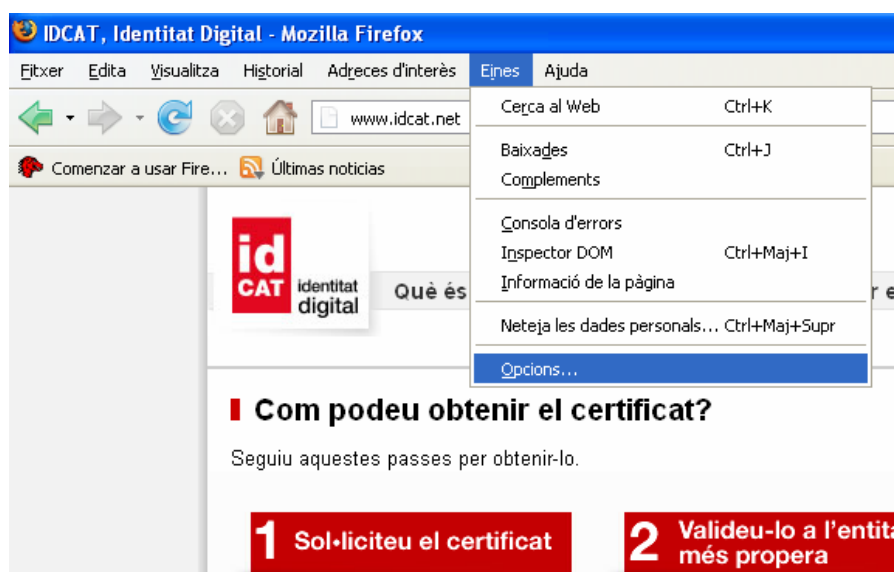 IDCAT, Identitat Digital - Mozilla Firefox
Fitxer Edita Visualitza Historial Adreces d'interès Eines Ajuda
www.idcat.net
Comenzar a usar Fire... Últimas noticias
Cerca al Web Ctrl+K
Baixades Ctrl+J
Complements
Consola d'errors
Inspector DOM Ctrl+Maj+I
Informació de la pàgina
Neteja les dades personals... Ctrl+Maj+Supr
Opcions...
id
CAT identitat
digital
Què és
Com podeu obtenir el certificat?
Seguiu aquestes passes per obtenir-lo.
1 Sol•liciteu el certificat
2 Valideu-lo a l'entita
més propera